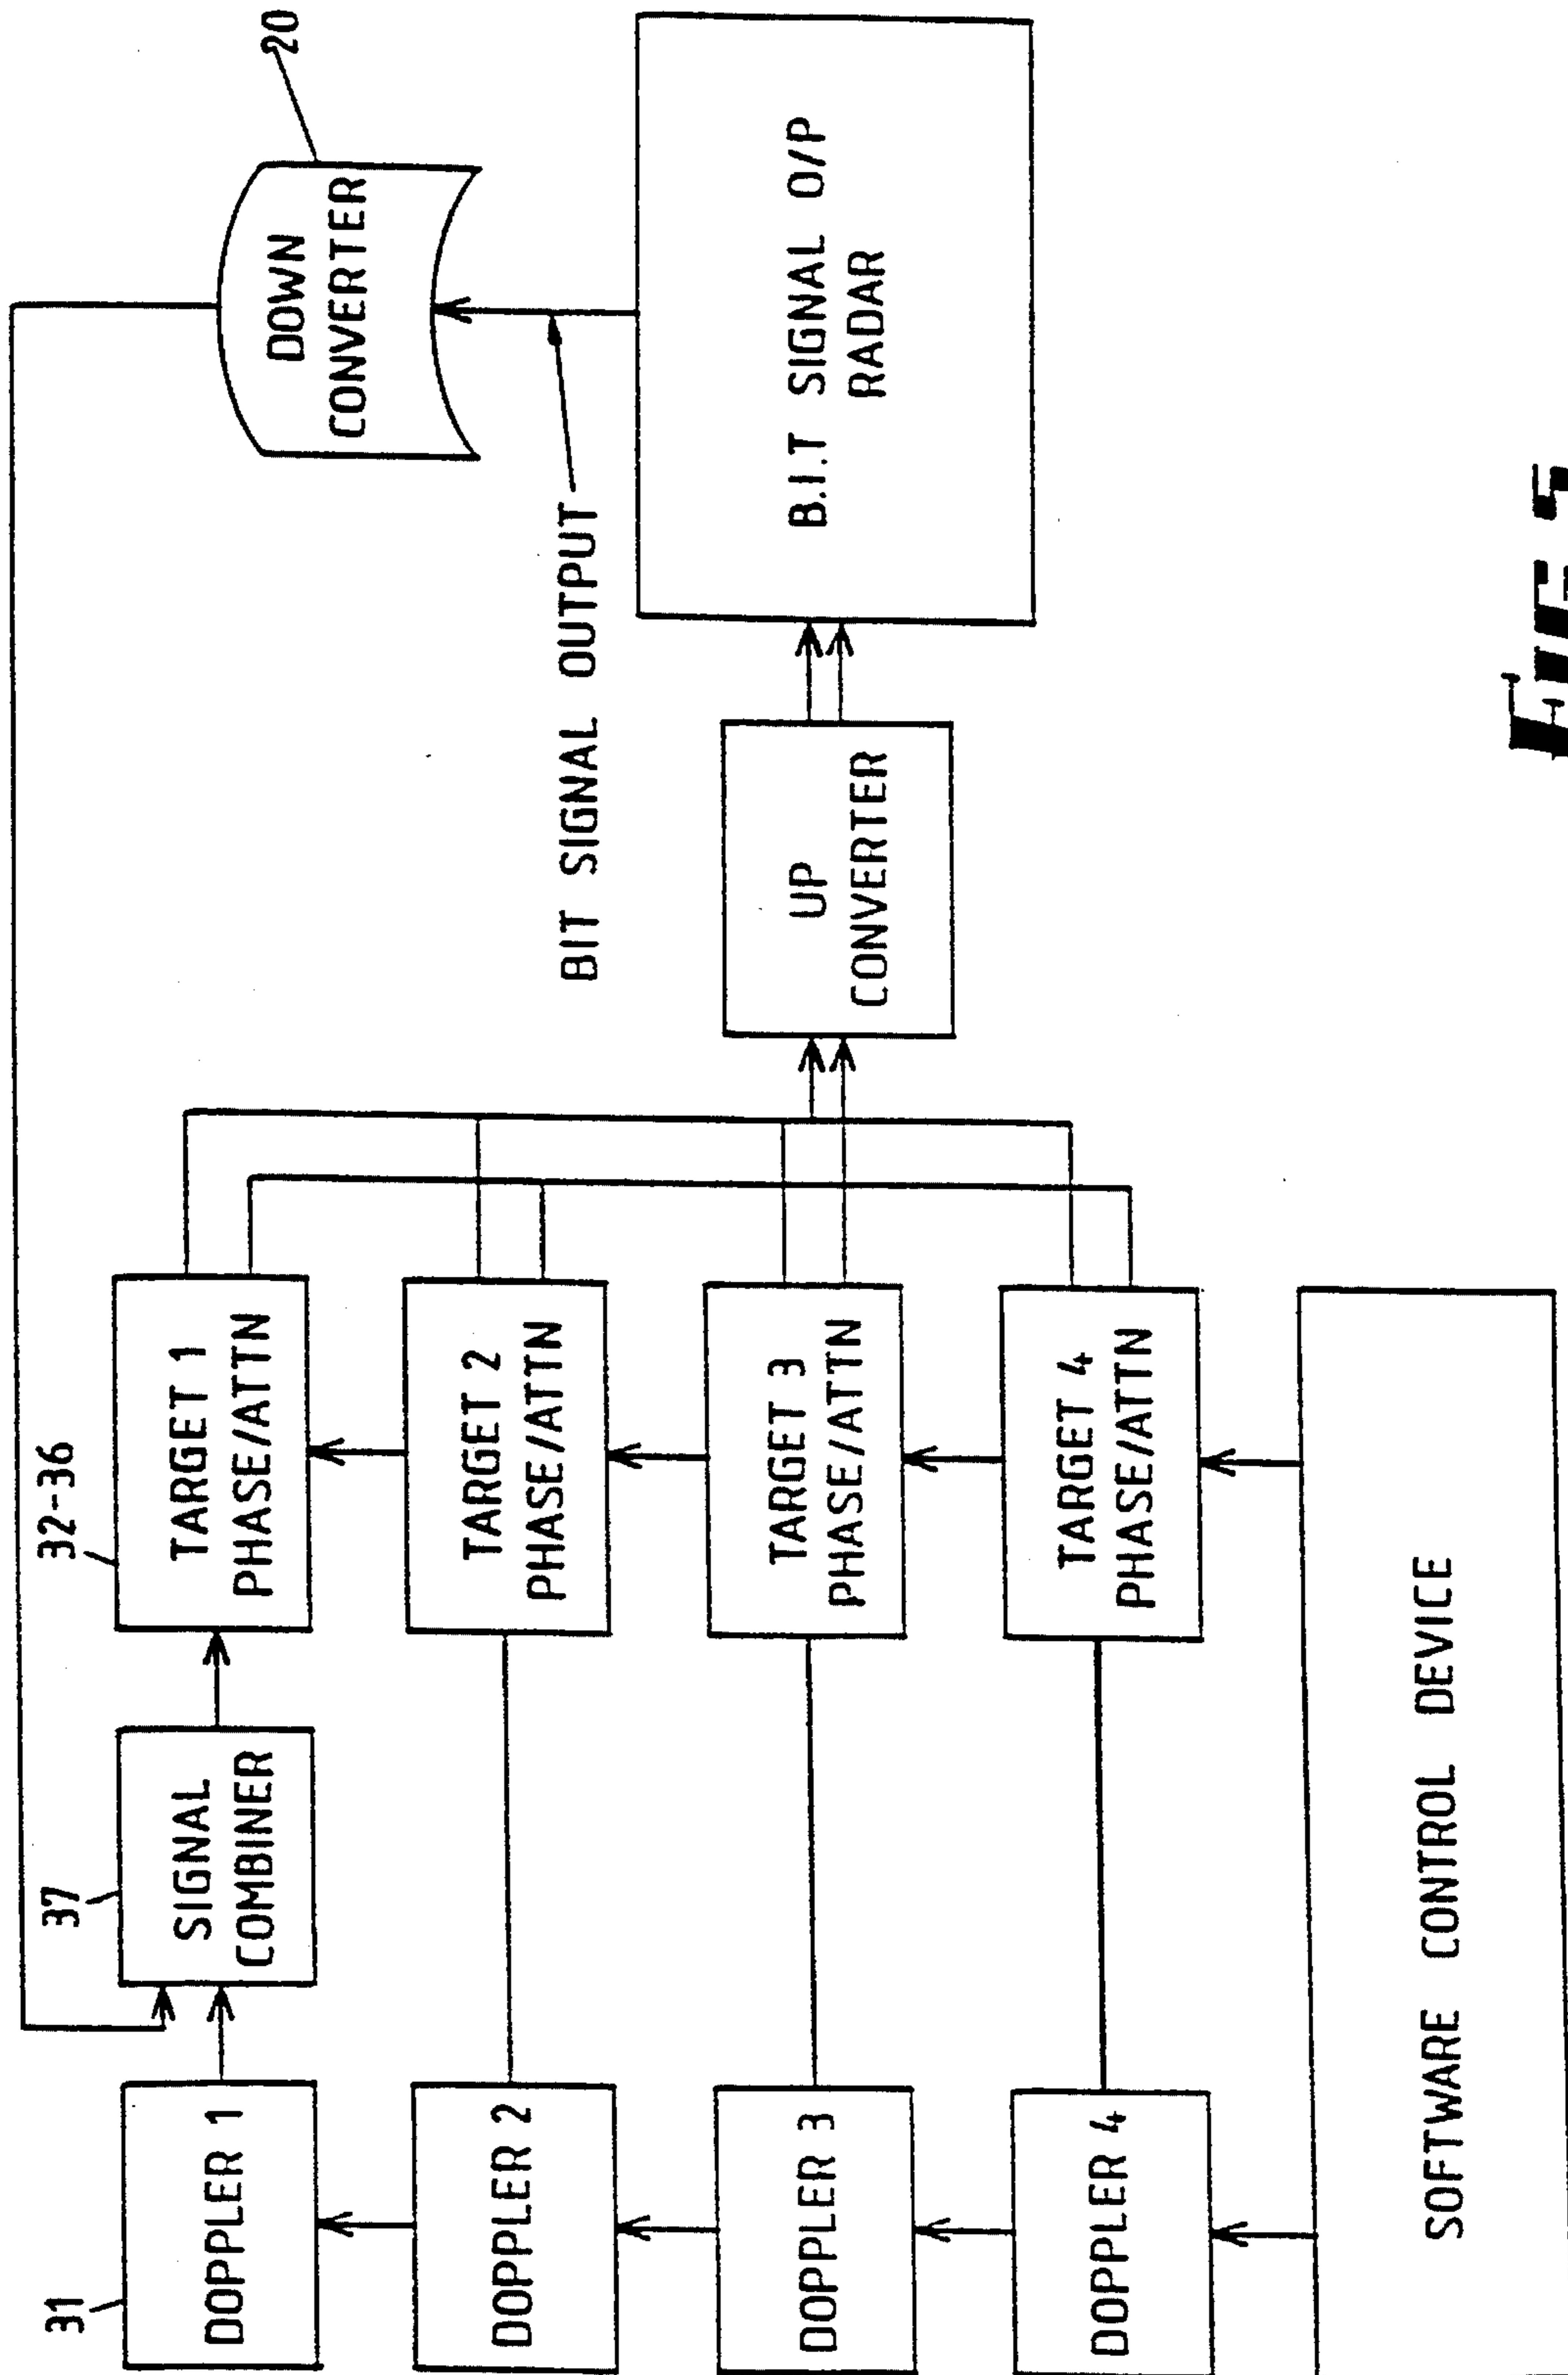 20
DOWN
CONVERTER
BIT SIGNAL OUTPUT
B.I.T SIGNAL O/P
RADAR
UP
CONVERTER
32-36
TARGET 1
PHASE/ATTN
TARGET 2
PHASE/ATTN
TARGET 3
PHASE/ATTN
TARGET 4
PHASE/ATTN
37
SIGNAL
COMBINER
31
DOPPLER 1
DOPPLER 2
DOPPLER 3
DOPPLER 4
SOFTWARE CONTROL DEVICE